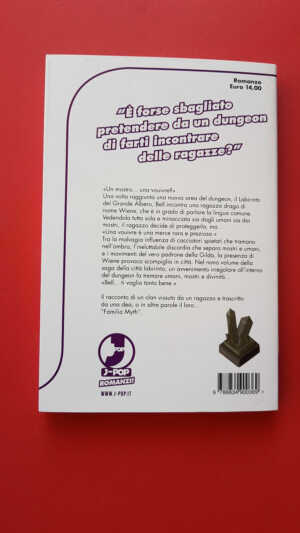 Romanzo
Euro 14,00
"È forse sbagliato
pretendere da un dungeon
di farti incontrare
delle ragazze?"
«Un mostro... una vouivre?»
Una volta raggiunta una nuova area del dungeon, il Labirinto
del Grande Albero, Bell incontra una ragazza drago di
nome Wiene, che è in grado di parlare la lingua comune.
Vedendola tutta sola e minacciata sia dagli umani sia dai
mostri, il ragazzo decide di proteggerla, ma...
«Una vouivre è una merce rara e preziosa.»
Tra la malvagia influenza di cacciatori spietati che tramano
nell'ombra, l'ineluttabile discordia che separa mostri e umani,
e i movimenti del vero padrone della Gilda, la presenza di
Wiene provoca scompiglio in città. Nel nono volume della
saga della città labirinto, un avvenimento irregolare all'interno
del dungeon fa tremare umani, mostri e divinità...
«Bell... ti voglio tanto bene.»
Il racconto di un clan vissuto da un ragazzo e trascritto
da una dea, o in altre parole il loro...
"Familia Myth".
J-POP
J-POP
ROMANZI!
WWW.J-POP.IT